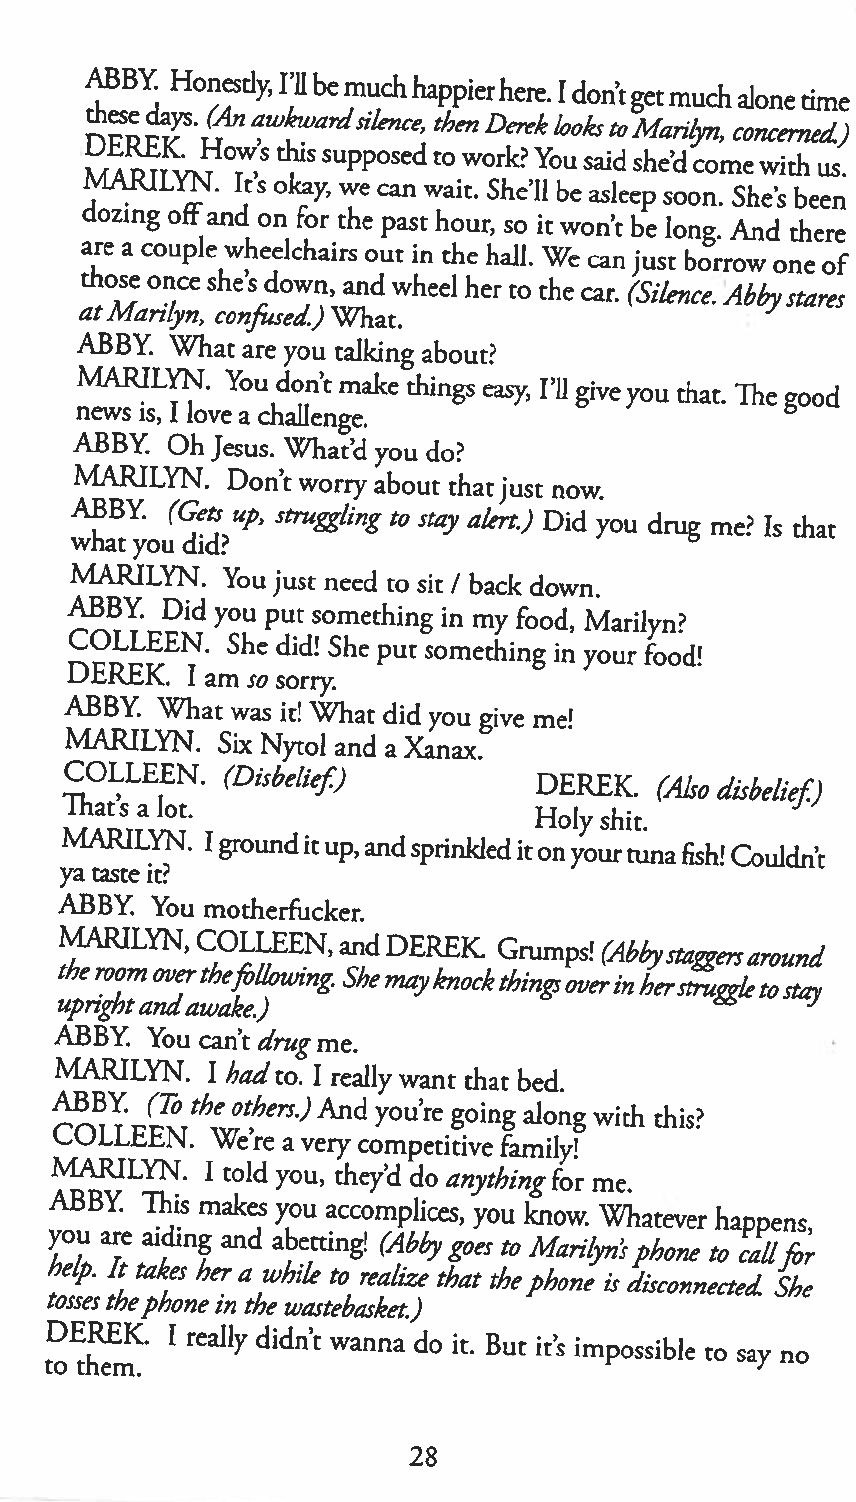 ABBY. Honestly, I'll be much happier here. I don't get much alone time
these days. (An awkward silence, then Derek looks to Marilyn, concerned.)
DEREK. How's this supposed to work? You said she'd come with us.
MARILYN. It's okay, we can wait. She'll be asleep soon. She's been
dozing off and on for the past hour, so it won't be long. And there
are a couple wheelchairs out in the hall. We can just borrow one of
those once she's down, and wheel her to the car. (Silence. Abby stares
at Marilyn, confused.) What.
ABBY. What are you talking about?
MARILYN. You don't make things easy, I'll give you that. The good
news is, I love a challenge.
ABBY. Oh Jesus. What'd you do?
MARILYN. Don't worry about that just now.
ABBY. (Gets up, struggling to stay alert.) Did you drug me? Is that
what you did?
MARILYN. You just need to sit / back down.
ABBY. Did you put something in my food, Marilyn?
COLLEEN. She did! She put something in your food!
DEREK. I am so sorry.
ABBY. What was it! What did you give me!
MARILYN. Six Nytol and a Xanax.
COLLEEN. (Disbelief.)
That's a lot.
DEREK. (Also disbelief.)
Holy shit.
MARILYN. I ground it up, and sprinkled it on your tuna fish! Couldn't
ya taste it?
ABBY. You motherfucker.
MARILYN, COLLEEN, and DEREK. Grumps! (Abby staggers around
the room over the following. She may knock things over in her struggle to stay
upright and awake.)
ABBY. You can't drug me.
MARILYN. I had to. I really want that bed.
ABBY. (To the others.) And you're going along with this?
COLLEEN. We're a very competitive family!
MARILYN. I told you, they'd do anything for me.
ABBY. This makes you accomplices, you know. Whatever happens,
you are aiding and abetting! (Abby goes to Marilyn's phone to call for
help. It takes her a while to realize that the phone is disconnected. She
tosses the phone in the wastebasket.)
DEREK. I really didn't wanna do it. But it's impossible to say no
to them.
28